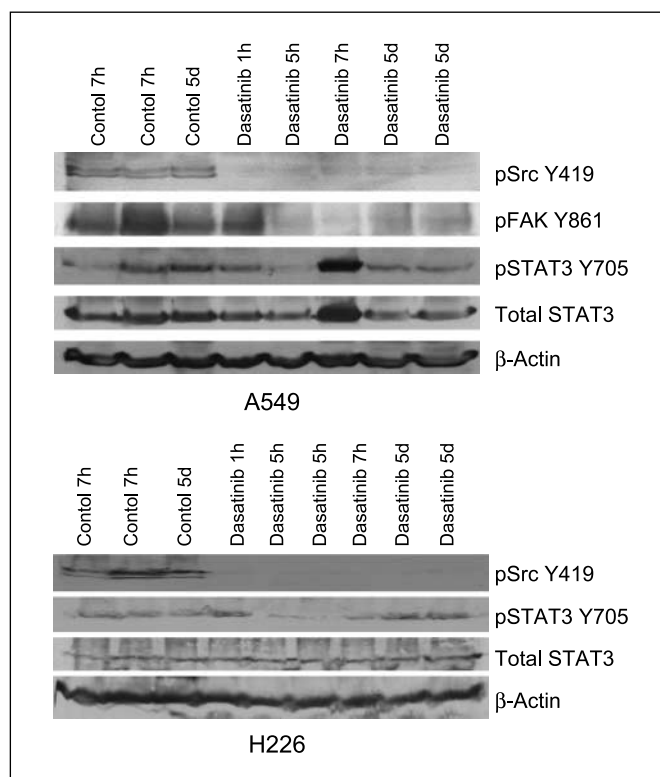 Contol 7h
Contol 7h
Contol 5d
Dasatinib 1h
Dasatinib 5h
Dasatinib 7h
Dasatinib 5d
Dasatinib 5d
pSrc Y419
pFAK Y861
pSTAT3 Y705
Total STAT3
β-Actin
A549
Contol 7h
Contol 7h
Contol 5d
Dasatinib 1h
Dasatinib 5h
Dasatinib 5h
Dasatinib 7h
Dasatinib 5d
Dasatinib 5d
pSrc Y419
pSTAT3 Y705
Total STAT3
β-Actin
H226